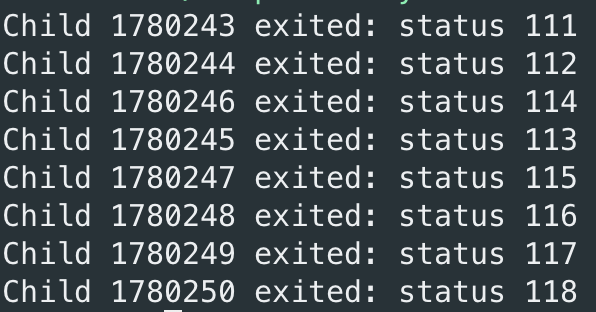 Child 1780243 exited: status 111
Child 1780244 exited: status 112
Child 1780246 exited: status 114
Child 1780245 exited: status 113
Child 1780247 exited: status 115
Child 1780248 exited: status 116
Child 1780249 exited: status 117
Child 1780250 exited: status 118